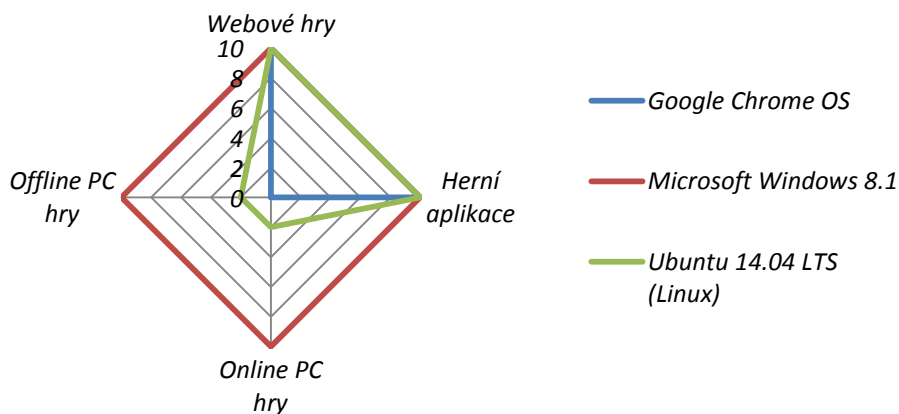 Webové hry
10
8
6
4
2
0
Offline PC
hry
Herní
aplikace
Online PC
hry
Google Chrome OS
Microsoft Windows 8.1
Ubuntu 14.04 LTS
(Linux)